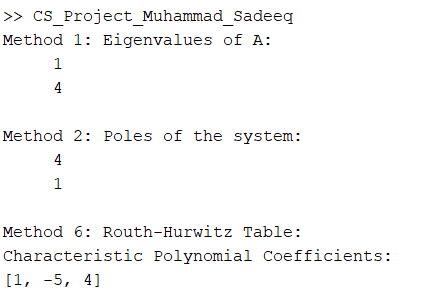 >> CS_Project_Muhammad_Sadeeq
Method 1: Eigenvalues of A:
1
4
Method 2: Poles of the system:
4
1
Method 6: Routh-Hurwitz Table:
Characteristic Polynomial Coefficients:
[1, -5, 4]